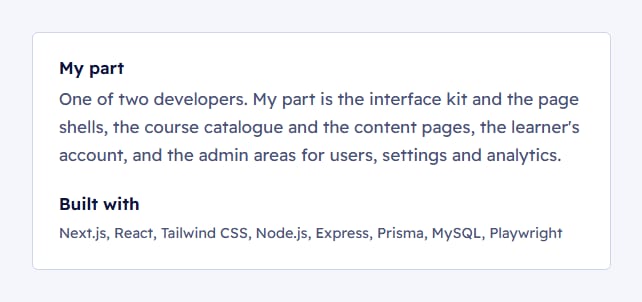 My part
One of two developers. My part is the interface kit and the page
shells, the course catalogue and the content pages, the learner's
account, and the admin areas for users, settings and analytics.
Built with
Next.js, React, Tailwind CSS, Node.js, Express, Prisma, MySQL, Playwright